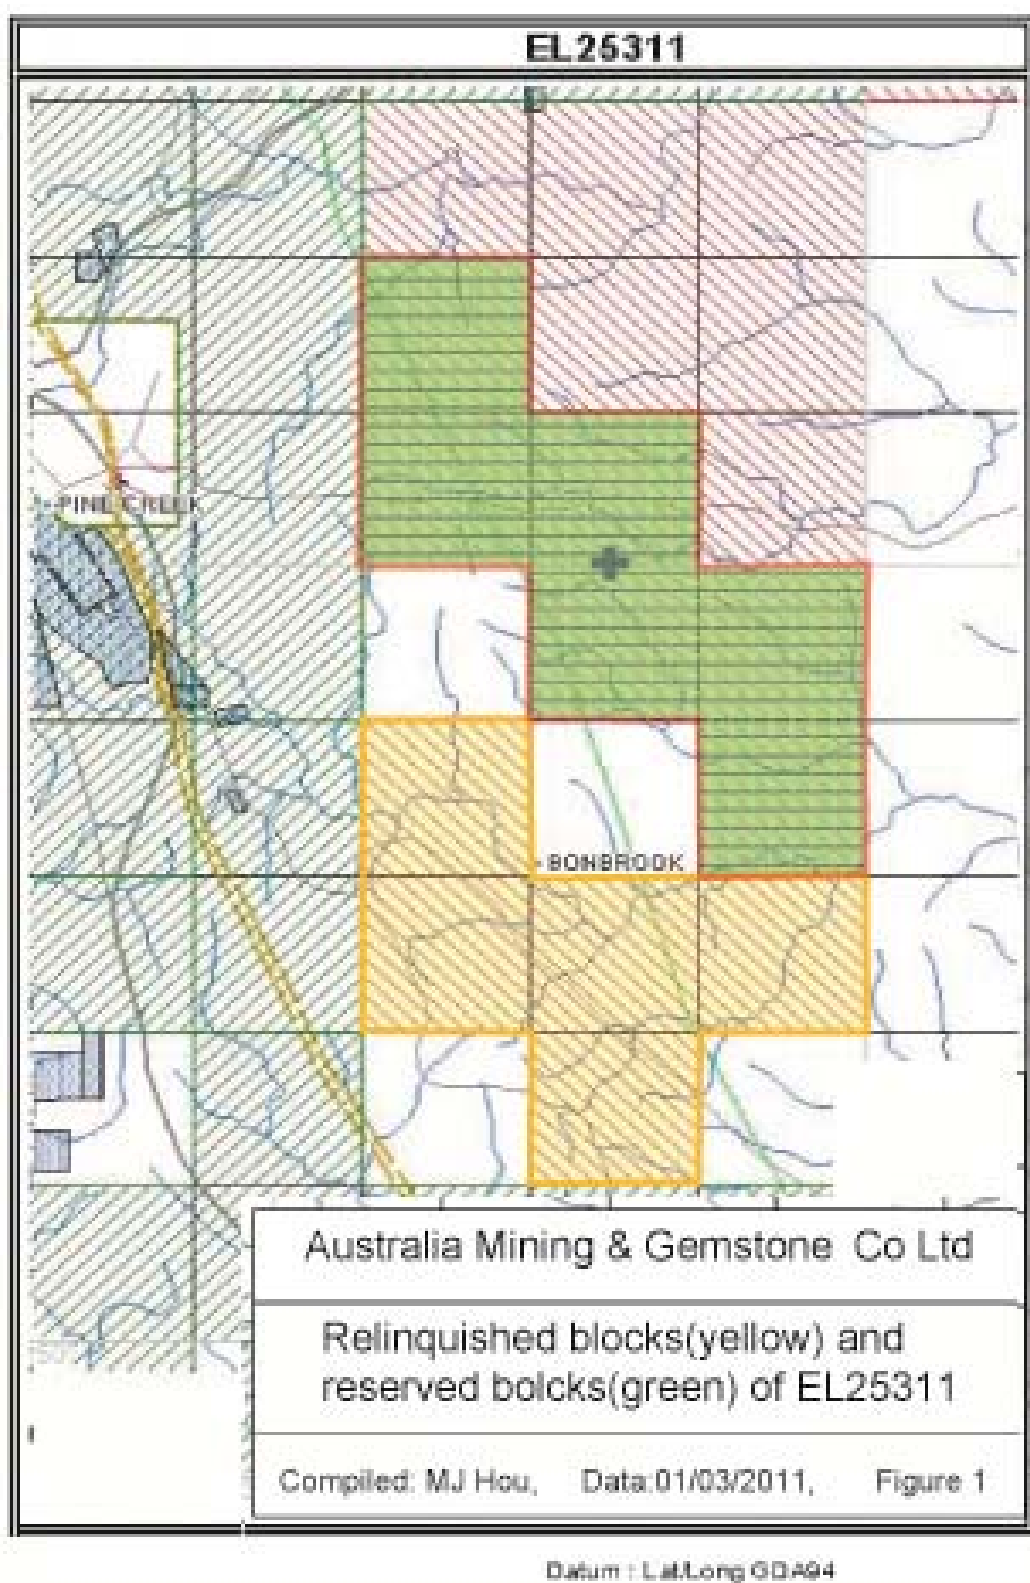 EL25311
PINE CREEK
BONBROOK
Australia Mining & Gemstone Co Ltd
Relinquished blocks(yellow) and
reserved bolcks(green) of EL25311
Compiled: MJ Hou, Data:01/03/2011, Figure 1
Datum : Lat/Long GDA94